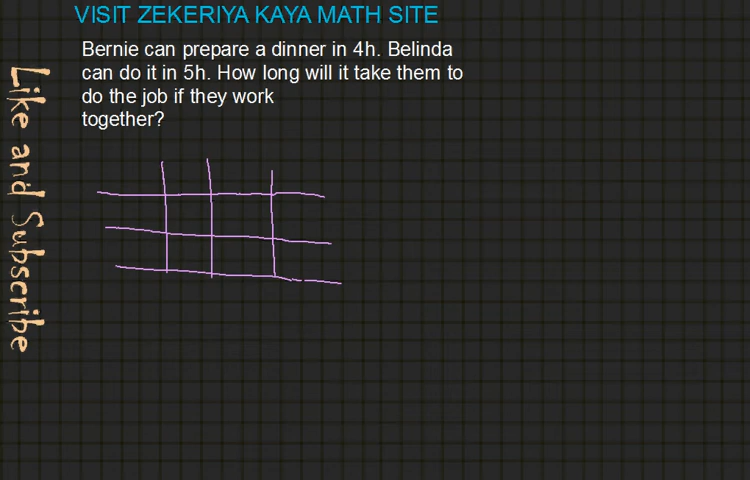 VISIT ZEKERIYA KAYA MATH SITE
Bernie can prepare a dinner in 4h. Belinda
can do it in 5h. How long will it take them to
do the job if they work
together?
Like and Subscribe